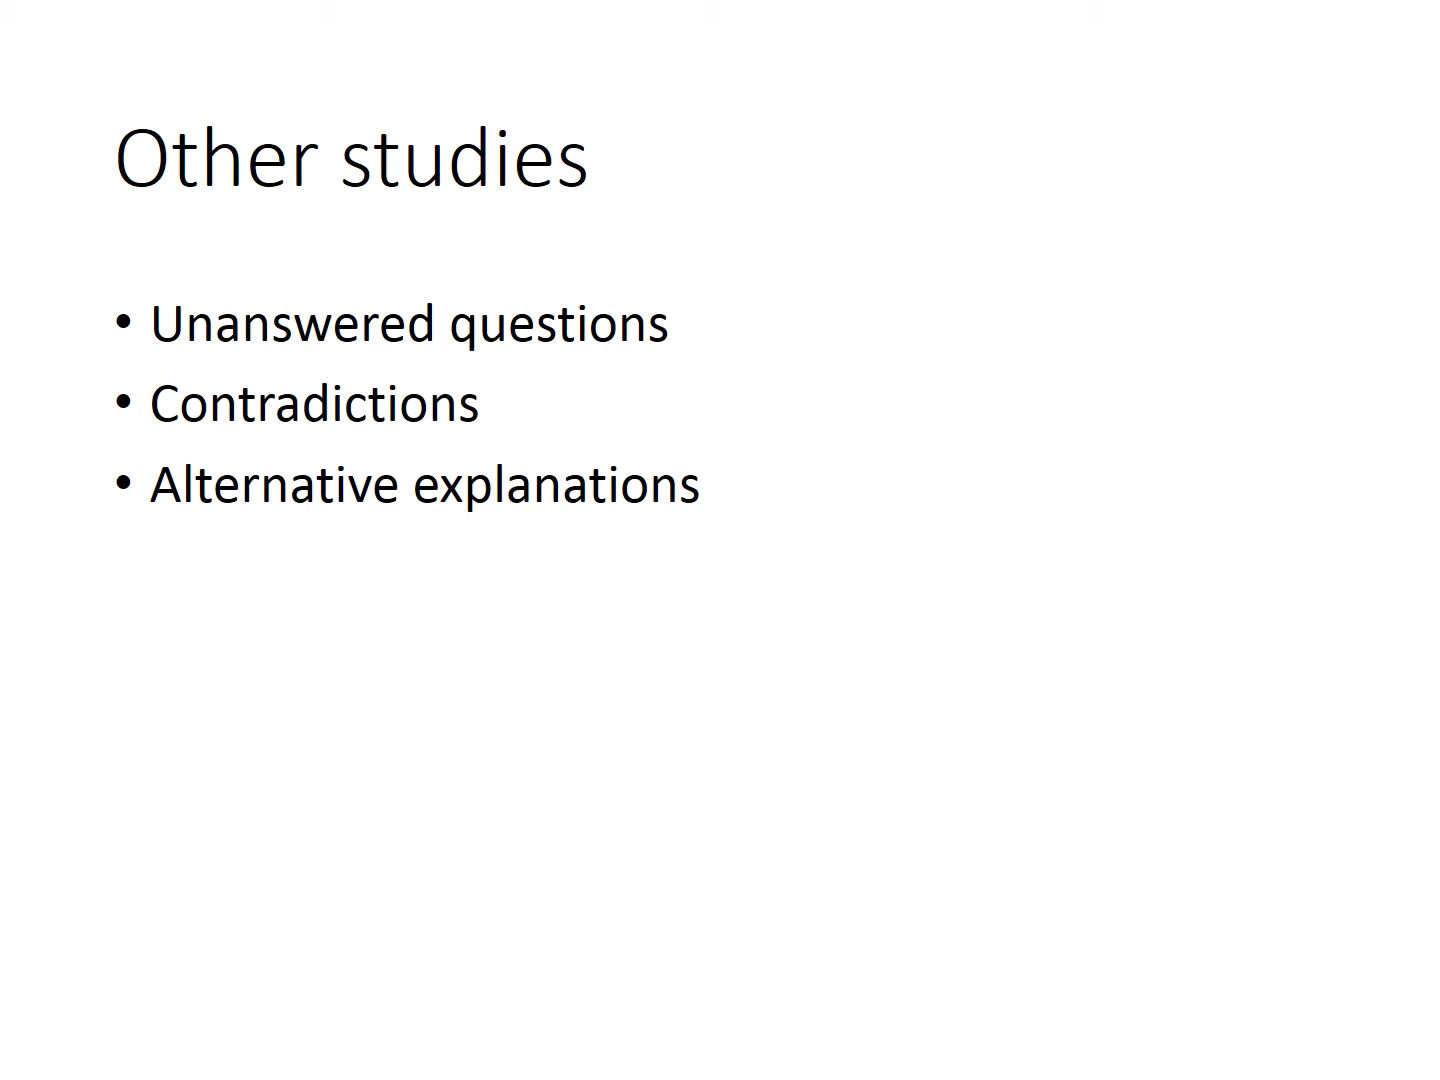 Other studies
• Unanswered questions
• Contradictions
• Alternative explanations